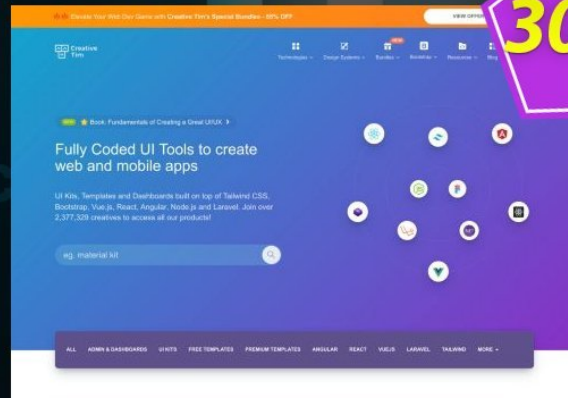 Elevate Your Web Dev Game with Creative Tim's Special Bundles - 85% OFF
VIEW OFFER
30
Creative
Tim
NEW
Technologies
Design Systems
Bundles
Bootstrap
Resources
Blog
Book: Fundamentals of Creating a Great UI/UX
Fully Coded UI Tools to create
web and mobile apps
UI Kits, Templates and Dashboards built on top of Tailwind CSS,
Bootstrap, Vue.js, React, Angular, Node.js and Laravel. Join over
2,377,329 creatives to access all our products!
eg. material kit
ALL ADMIN & DASHBOARDS UI KITS FREE TEMPLATES PREMIUM TEMPLATES ANGULAR REACT VUEJS LARAVEL TAILWIND MORE